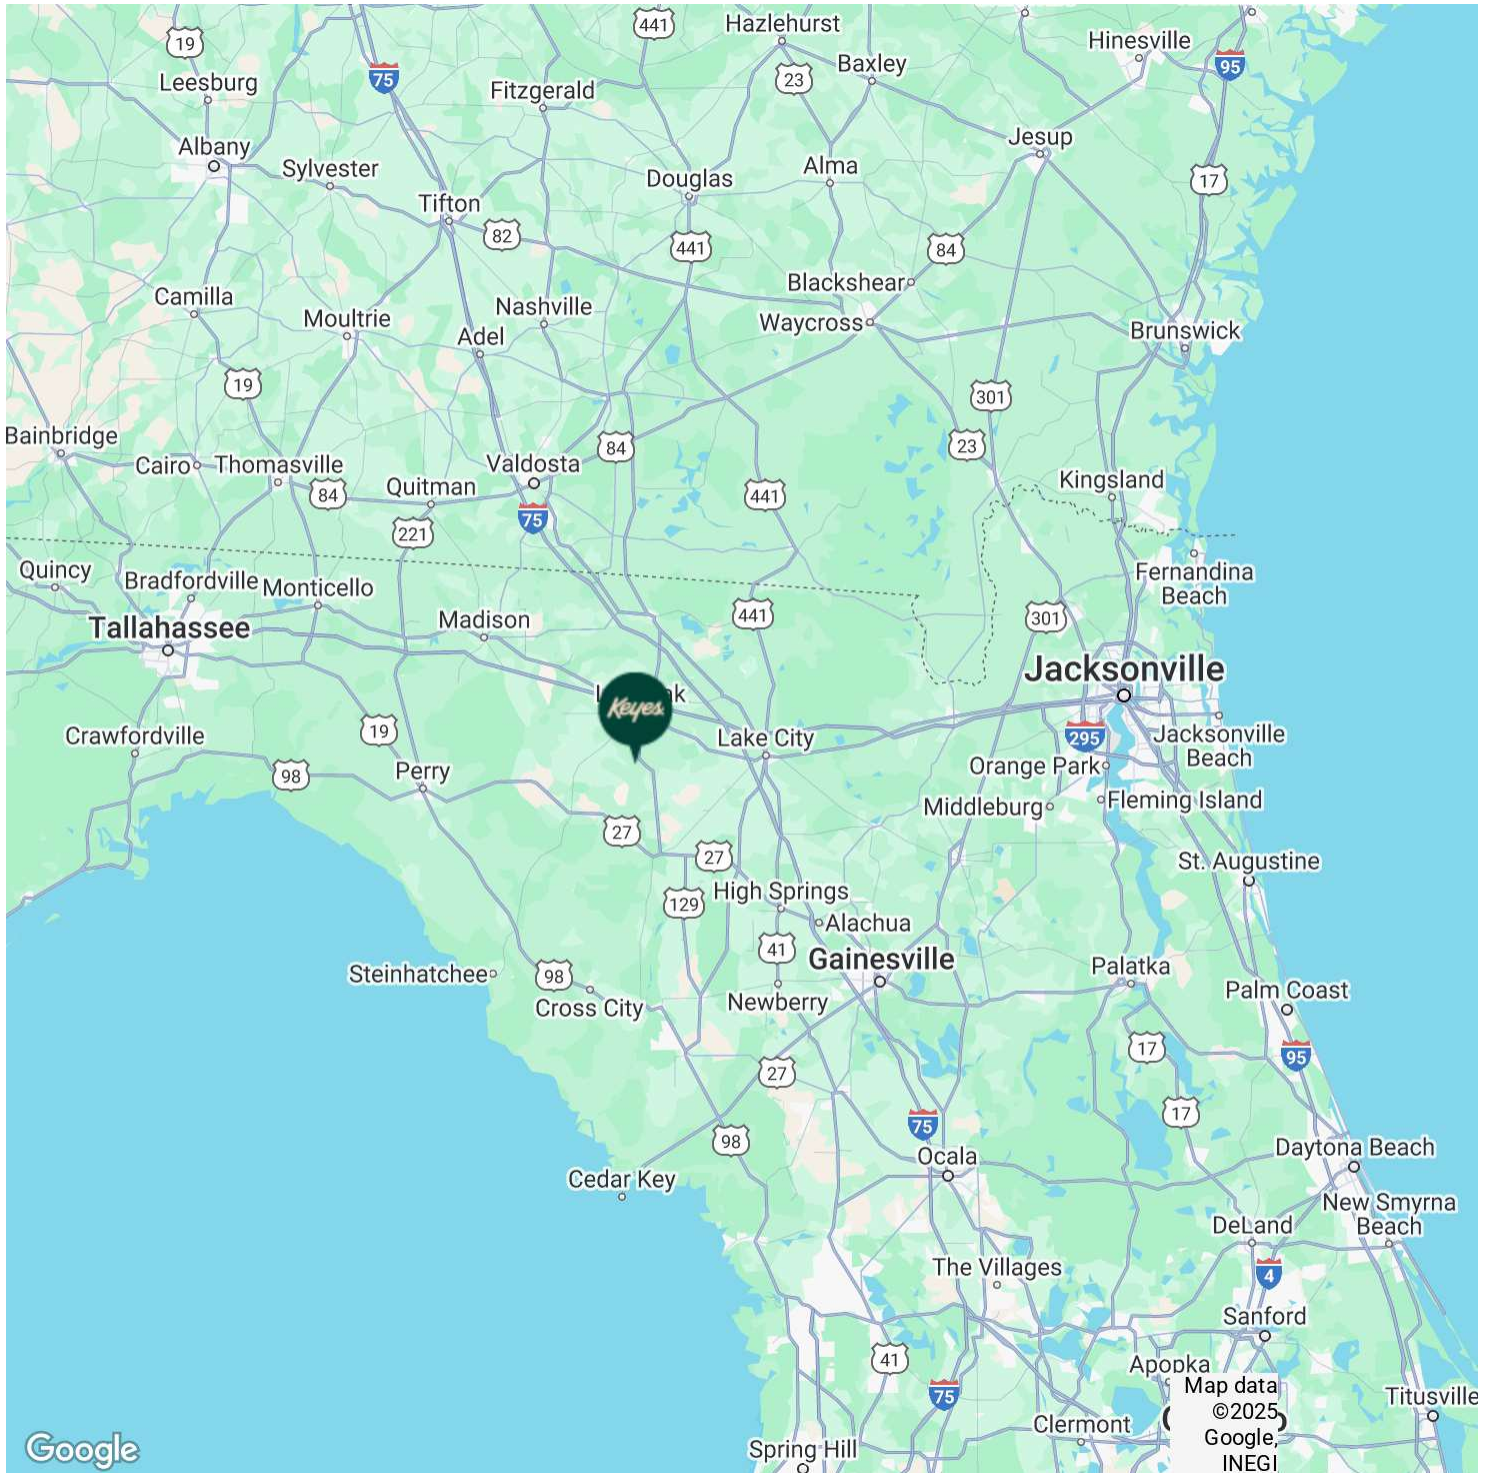 441
Hazlehurst
Hinesville
19
75
23
Baxley
95
Leesburg
Fitzgerald
Jesup
Albany
Sylvester
Douglas
Alma
17
Tifton
82
441
84
Blackshear
Camilla
Nashville
Moultrie
Waycross
Adel
Brunswick
19
301
Bainbridge
Cairo
Thomasville
84
Valdosta
84
23
Quitman
441
Kingsland
75
221
Quincy
Bradfordville
Monticello
Fernandina
Beach
Madison
441
301
Tallahassee
Jacksonville
Keyes
19
Crawfordville
Lake City
295
Jacksonville
Beach
98
Perry
Orange Park
Middleburg
Fleming Island
27
27
St. Augustine
129
High Springs
Alachua
41
Gainesville
Steinhatchee
98
Palatka
Cross City
Newberry
Palm Coast
17
95
27
17
75
98
Daytona Beach
Ocala
Cedar Key
New Smyrna
Beach
DeLand
The Villages
4
Sanford
41
Apopka
75
Map data
©2025
Google,
INEGI
Titusville
Clermont
Spring Hill
Google